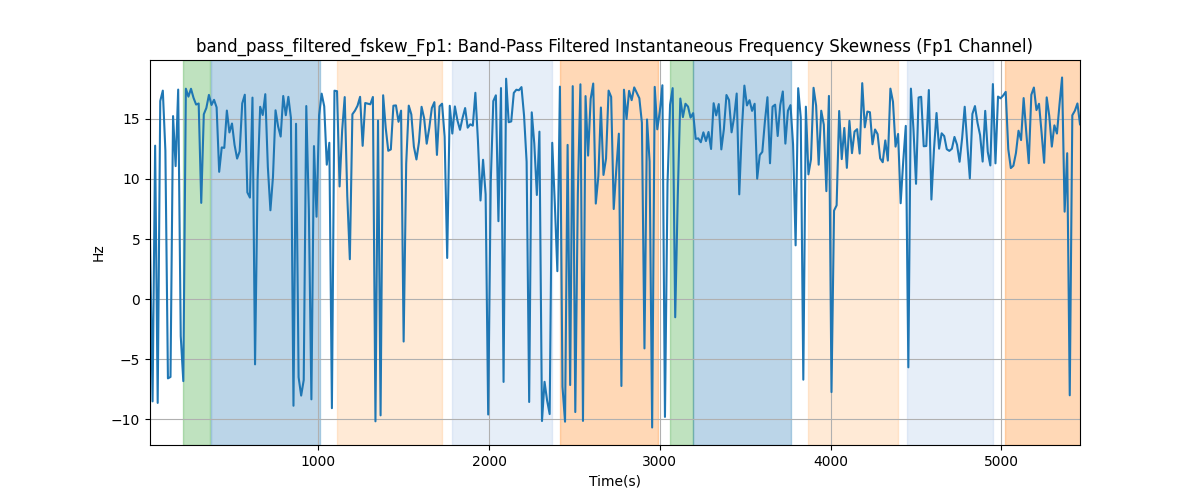 band_pass_filtered_fskew_Fp1: Band-Pass Filtered Instantaneous Frequency Skewness (Fp1 Channel)
15
10
5
0
−5
−10
Hz
1000 2000 3000 4000 5000
Time(s)